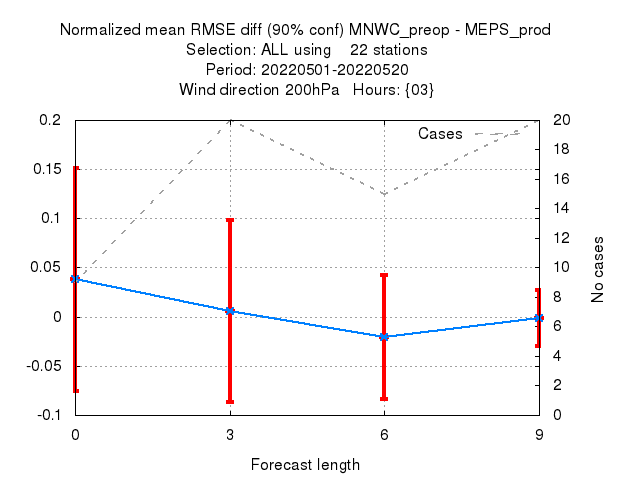 Normalized mean RMSE diff (90% conf) MNWC_preop - MEPS_prod
Selection: ALL using    22 stations
Period: 20220501-20220520
Wind direction 200hPa   Hours: {03}
Cases
0.2
0.15
0.1
0.05
0
-0.05
-0.1
20
18
16
14
12
10
8
6
4
2
0
No cases
0 3 6 9
Forecast length